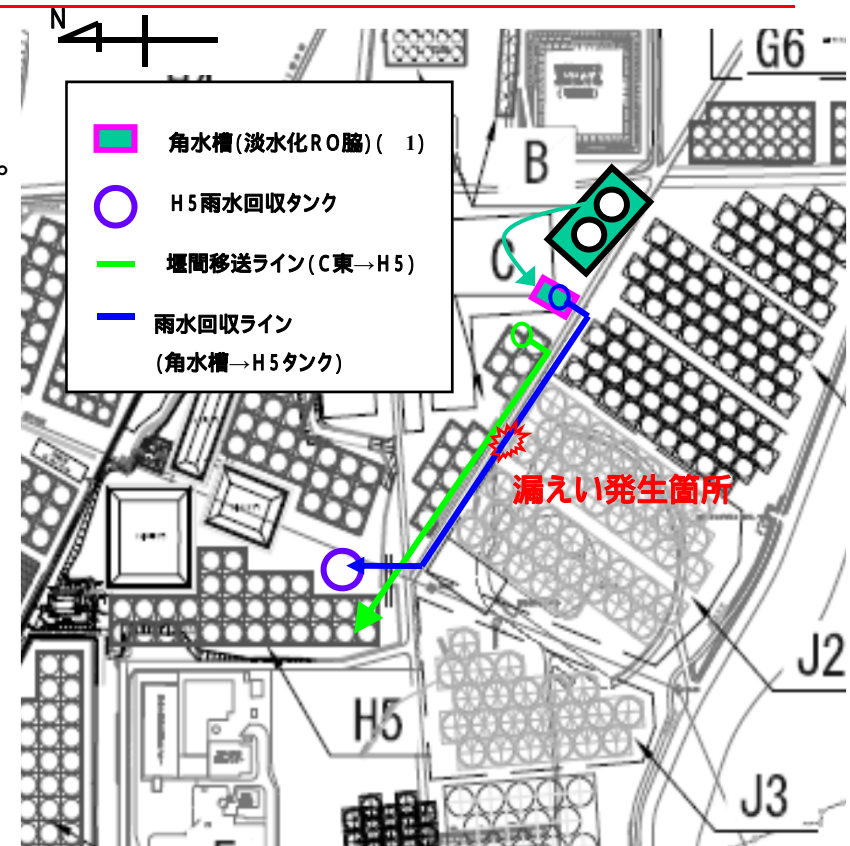 N
G6
。
角水槽(淡水化RO脇)( 1)
B
H5雨水回収タンク
堰間移送ライン(C東→H5)
C
雨水回収ライン
(角水槽→H5タンク)
漏えい発生箇所
J2
H5
J3